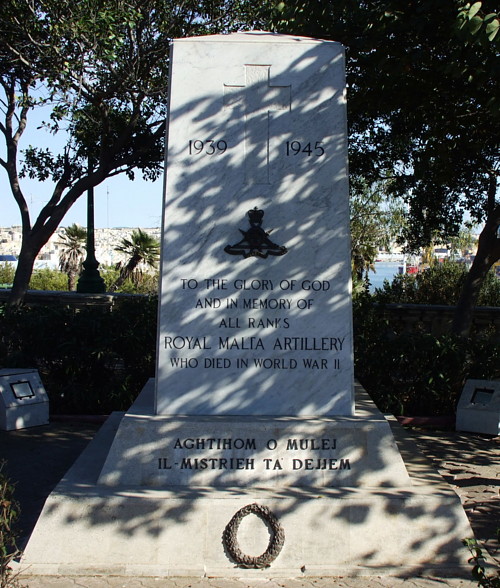 1939 1945
TO THE GLORY OF GOD
AND IN MEMORY OF
ALL RANKS
ROYAL MALTA ARTILLERY
WHO DIED IN WORLD WAR II
AGHTIHOM O MULEJ
IL-MISTRIEH TA' DEJJEM